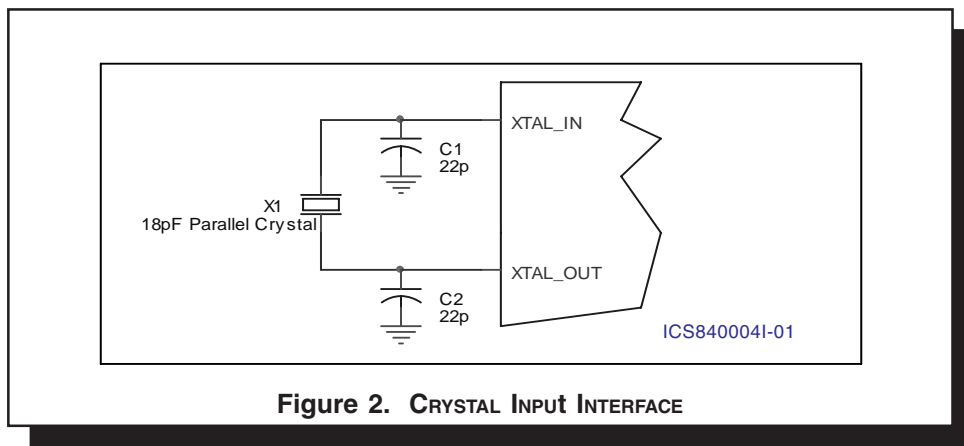 XTAL_IN
C1
22p
X1
18pF Parallel Crystal
XTAL_OUT
C2
22p
ICS840004I-01
Figure 2. CRYSTAL INPUt INTERFACE